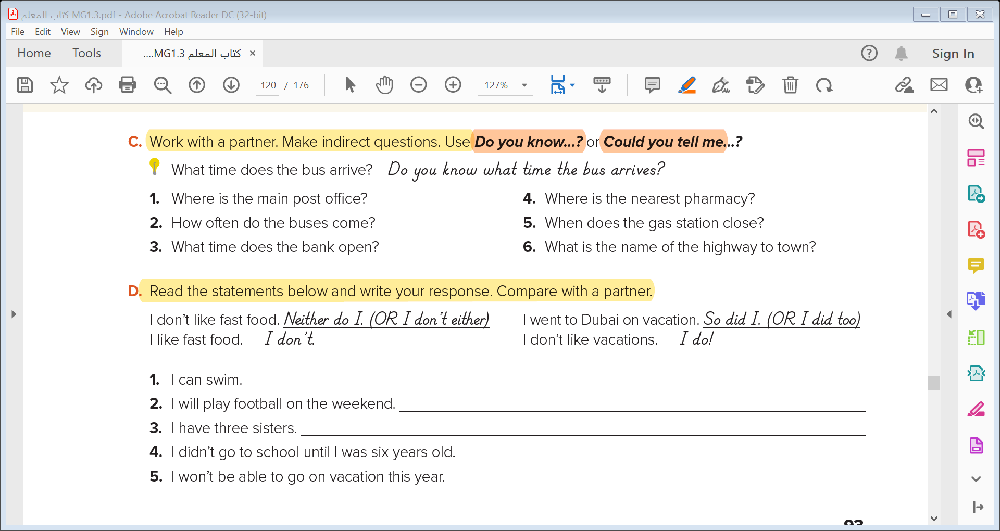 كتاب المعلم MG1.3.pdf - Adobe Acrobat Reader DC (32-bit)
File Edit View Sign Window Help
Home Tools ....MG1.3 كتاب المعلم × Sign In
120 / 176 127%
C. Work with a partner. Make indirect questions. Use Do you know...? or Could you tell me...?
What time does the bus arrive? Do you know what time the bus arrives?
1. Where is the main post office?
2. How often do the buses come?
3. What time does the bank open?
4. Where is the nearest pharmacy?
5. When does the gas station close?
6. What is the name of the highway to town?
D. Read the statements below and write your response. Compare with a partner.
I don't like fast food. Neither do I. (OR I don't either)
I like fast food. I don't.
I went to Dubai on vacation. So did I. (OR I did too)
I don't like vacations. I do!
1. I can swim.
2. I will play football on the weekend.
3. I have three sisters.
4. I didn't go to school until I was six years old.
5. I won't be able to go on vacation this year.
93